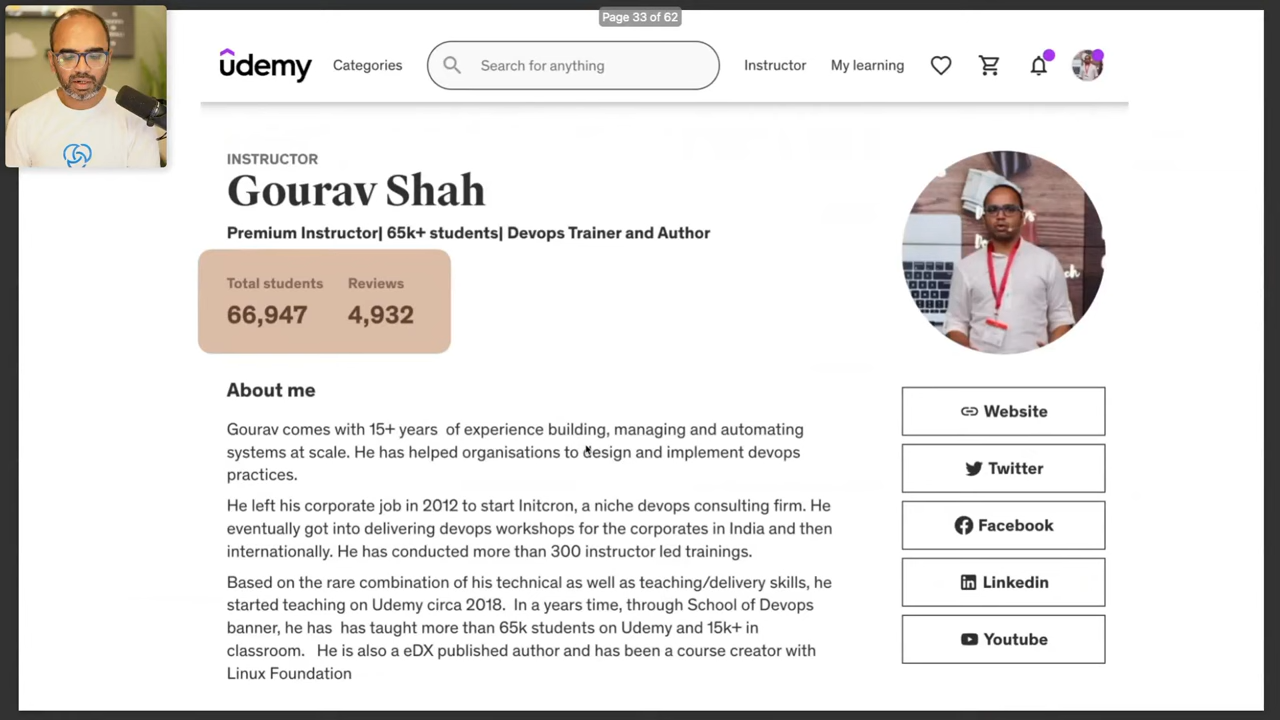 Page 33 of 62
ûdemy
Categories
Search for anything
Instructor
My learning
INSTRUCTOR
Gourav Shah
Premium Instructor| 65k+ students| Devops Trainer and Author
Total students
Reviews
66,947
4,932
About me
Gourav comes with 15+ years of experience building, managing and automating
systems at scale. He has helped organisations to design and implement devops
practices.
He left his corporate job in 2012 to start Initcron, a niche devops consulting firm. He
eventually got into delivering devops workshops for the corporates in India and then
internationally. He has conducted more than 300 instructor led trainings.
Based on the rare combination of his technical as well as teaching/delivery skills, he
started teaching on Udemy circa 2018. In a years time, through School of Devops
banner, he has has taught more than 65k students on Udemy and 15k+ in
classroom. He is also a eDX published author and has been a course creator with
Linux Foundation
Website
Twitter
Facebook
Linkedin
Youtube